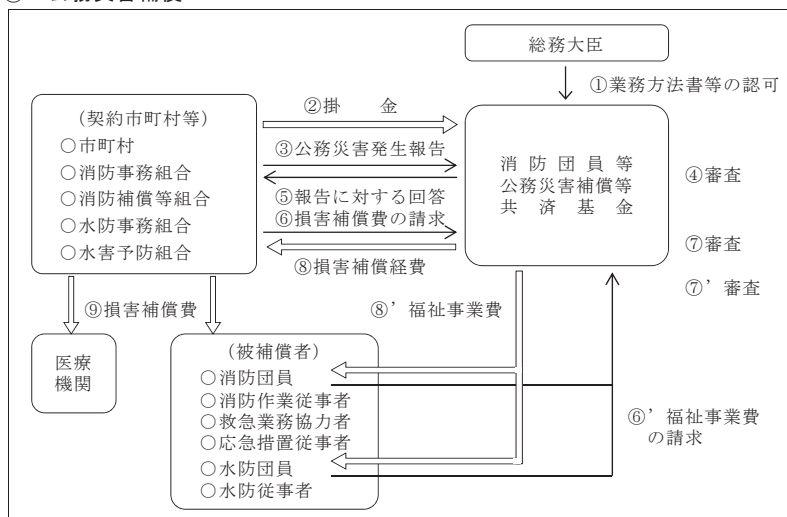 総務大臣
①業務方法書等の認可
(契約市町村等)
○市町村
○消防事務組合
○消防補償等組合
○水防事務組合
○水害予防組合
②掛　　金
③公務災害発生報告
⑤報告に対する回答
⑥損害補償費の請求
⑧損害補償経費
消 防 団 員 等
公務災害補償等
共 済 基 金
④審査
⑦審査
⑦’審査
⑨損害補償費
⑧’福祉事業費
医療
機関
(被補償者)
○消防団員
○消防作業従事者
○救急業務協力者
○応急措置従事者
○水防団員
○水防従事者
⑥’福祉事業費
の請求